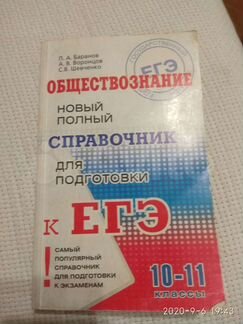 П. А. Баранов
А. В. Воронцов
С. В. Шевченко
ГОСУДАРСТВЕННЫЙ
ЕГЭ
ОБЩЕСТВОЗНАНИЕ
НОВЫЙ
ПОЛНЫЙ
СПРАВОЧНИК
ДЛЯ
ПОДГОТОВКИ
К ЕГЭ
! САМЫЙ
ПОПУЛЯРНЫЙ
СПРАВОЧНИК
ДЛЯ ПОДГОТОВКИ
К ЭКЗАМЕНАМ
10-11
КЛАССЫ
2020-9-6 19:43